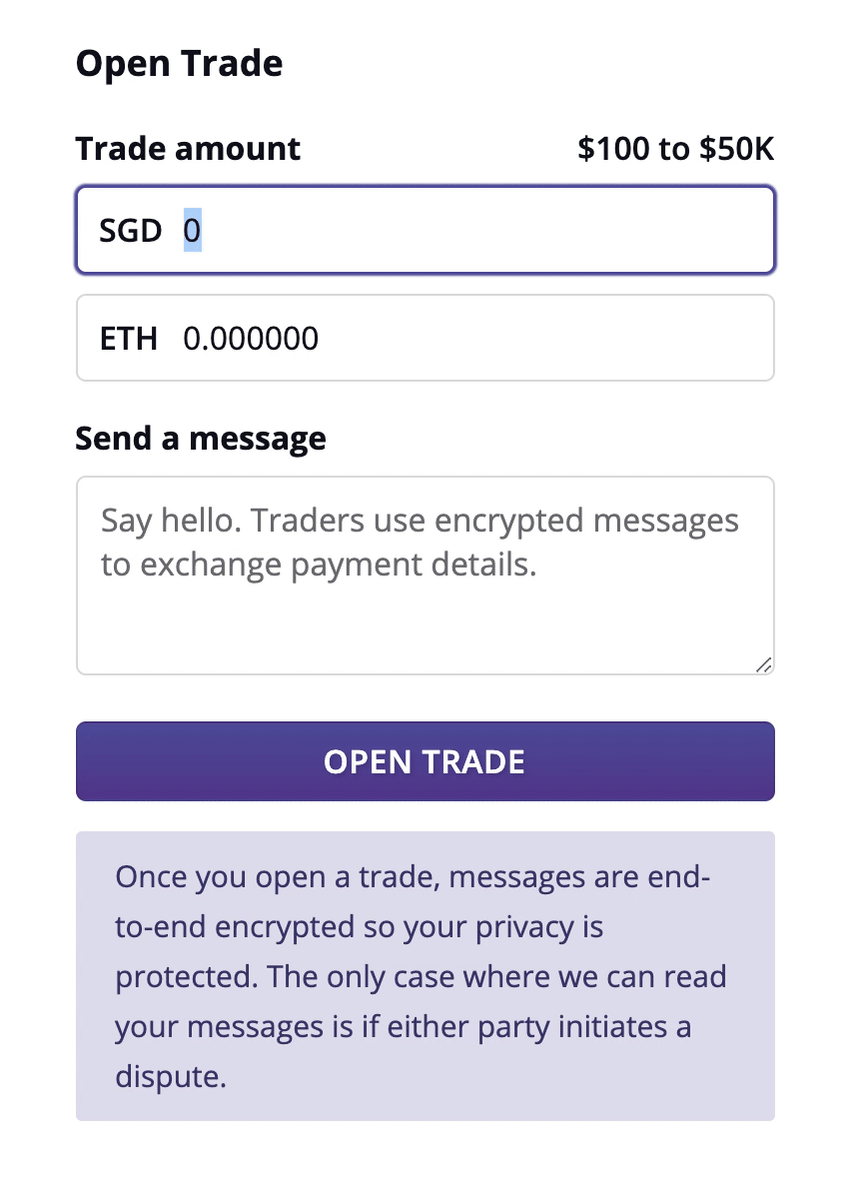 Open Trade
Trade amount $100 to $50K
SGD 0
ETH 0.000000
Send a message
Say hello. Traders use encrypted messages
to exchange payment details.
OPEN TRADE
Once you open a trade, messages are end-
to-end encrypted so your privacy is
protected. The only case where we can read
your messages is if either party initiates a
dispute.